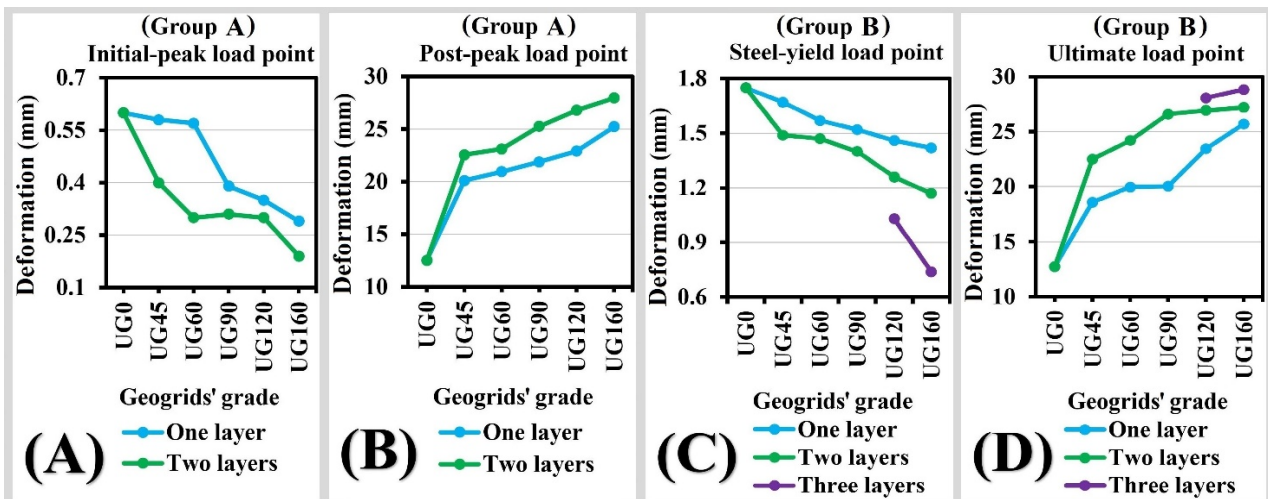 (Group A)
Initial-peak load point
Deformation (mm)
0.7
0.55
0.4
0.25
0.1
UG0
UG45
UG60
UG90
UG120
UG160
Geogrids' grade
(A)
One layer
Two layers
(Group A)
Post-peak load point
Deformation (mm)
30
25
20
15
10
UG0
UG45
UG60
UG90
UG120
UG160
Geogrids' grade
(B)
One layer
Two layers
(Group B)
Steel-yield load point
Deformation (mm)
1.8
1.5
1.2
0.9
0.6
UG0
UG45
UG60
UG90
UG120
UG160
Geogrids' grade
(C)
One layer
Two layers
Three layers
(Group B)
Ultimate load point
Deformation (mm)
30
25
20
15
10
UG0
UG45
UG60
UG90
UG120
UG160
Geogrids' grade
(D)
One layer
Two layers
Three layers